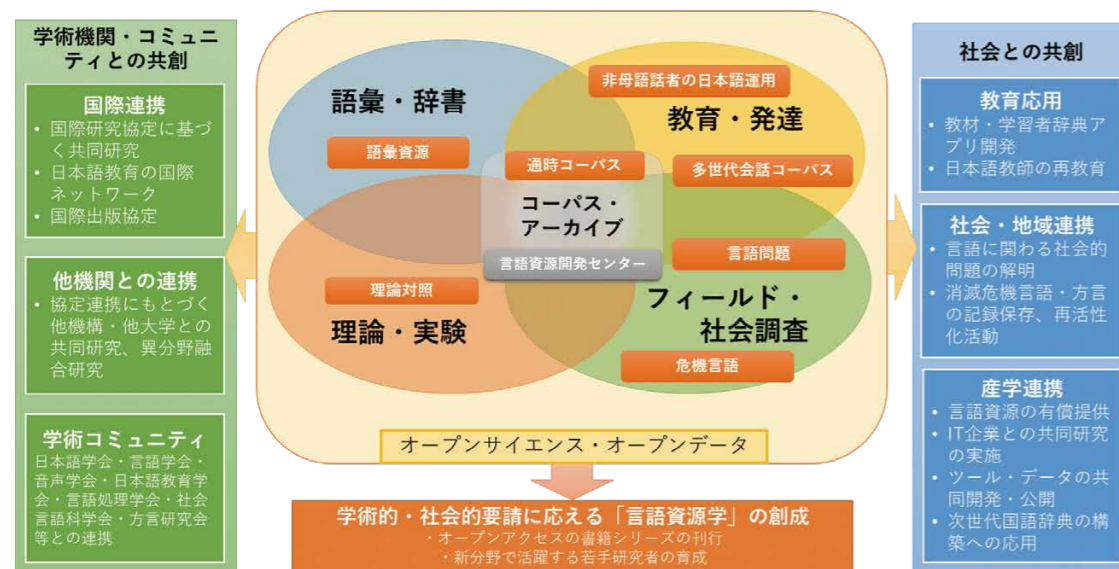 学術機関・コミュニ
ティとの共創
国際連携
• 国際研究協定に基づ
く共同研究
• 日本語教育の国際
ネットワーク
• 国際出版協定
他機関との連携
• 協定連携にもとづく
他機構・他大学との
共同研究、異分野融
合研究
学術コミュニティ
日本語学会・言語学会・
音声学会・日本語教育学
会・言語処理学会・社会
言語科学会・方言研究会
等との連携
語彙・辞書
語彙資源
非母語話者の日本語運用
教育・発達
通時コーパス
多世代会話コーパス
コーパス・
アーカイブ
言語資源開発センター
言語問題
理論対照
理論・実験
フィールド・
社会調査
危機言語
オープンサイエンス・オープンデータ
学術的・社会的要請に応える「言語資源学」の創成
・オープンアクセスの書籍シリーズの刊行
・新分野で活躍する若手研究者の育成
社会との共創
教育応用
• 教材・学習者辞典ア
プリ開発
• 日本語教師の再教育
社会・地域連携
• 言語に関わる社会的
問題の解明
• 消滅危機言語・方言
の記録保存、再活性
化活動
産学連携
• 言語資源の有償提供
• IT企業との共同研究
の実施
• ツール・データの共
同開発・公開
• 次世代国語辞典の構
築への応用